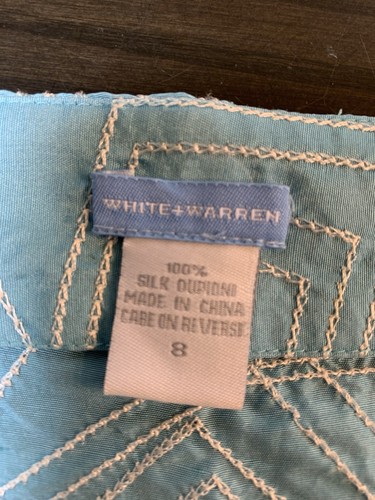 WHITE+WARREN
100%
SILK DUPIONI
MADE IN CHINA
CARE ON REVERSE
8